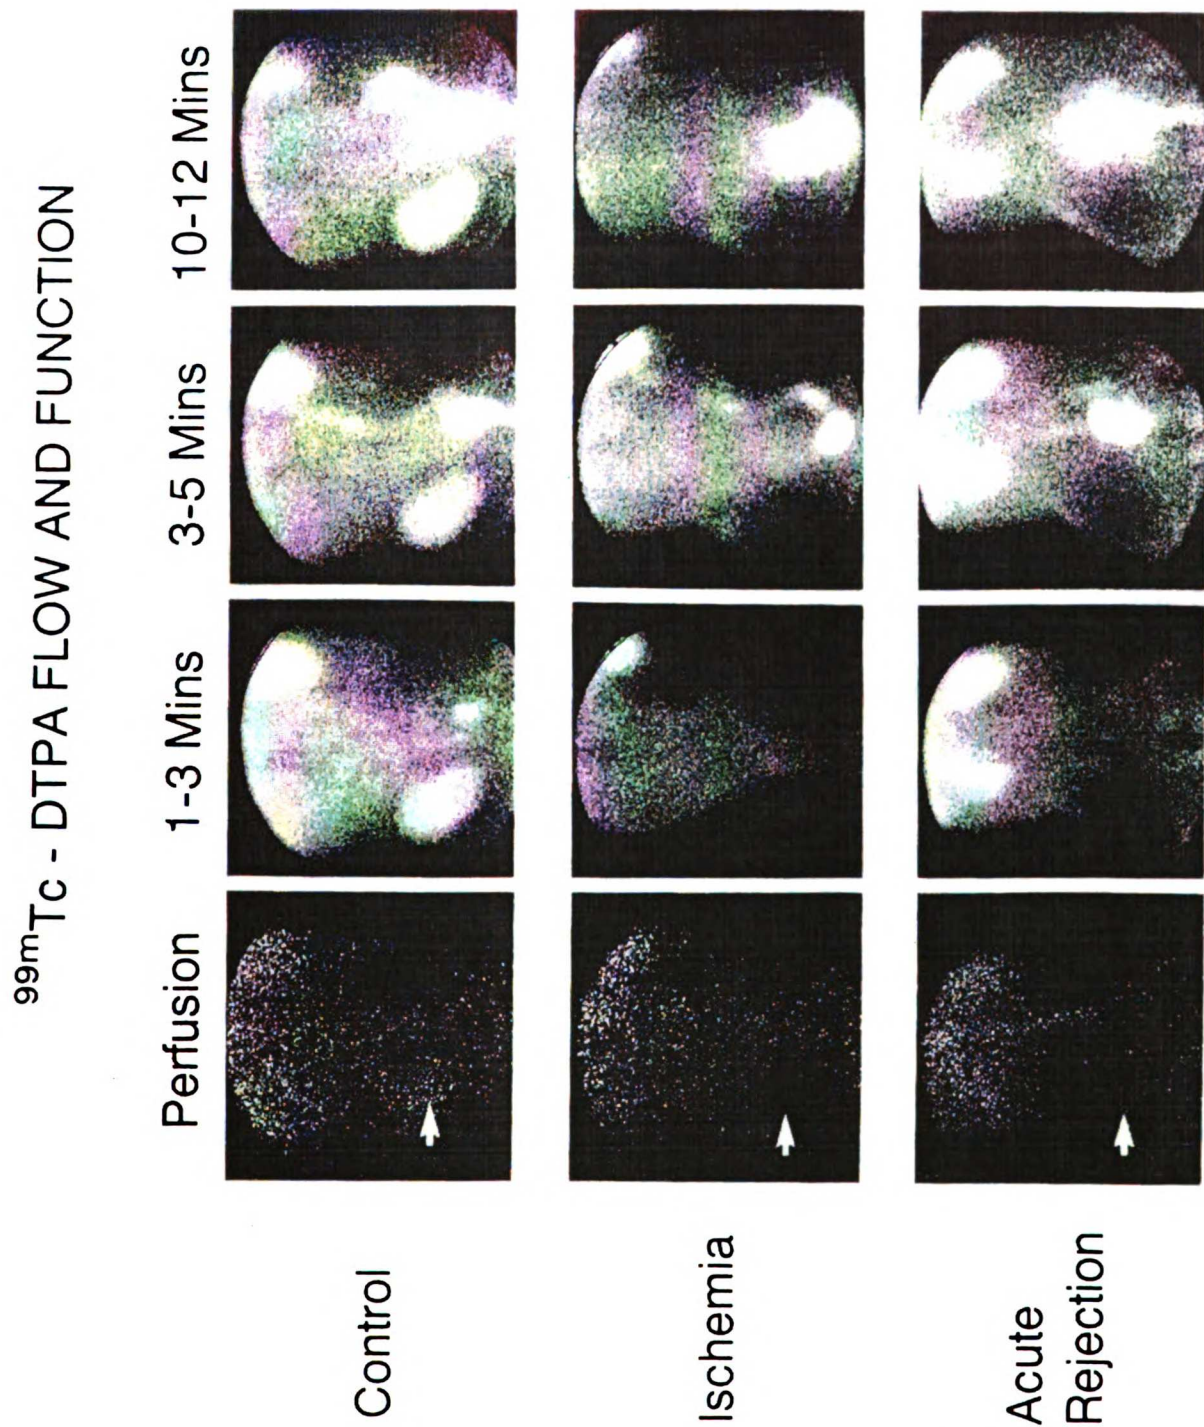 ⁹⁹ᵐTc - DTPA FLOW AND FUNCTION
Perfusion 1-3 Mins 3-5 Mins 10-12 Mins
Control
Ischemia
Acute
Rejection